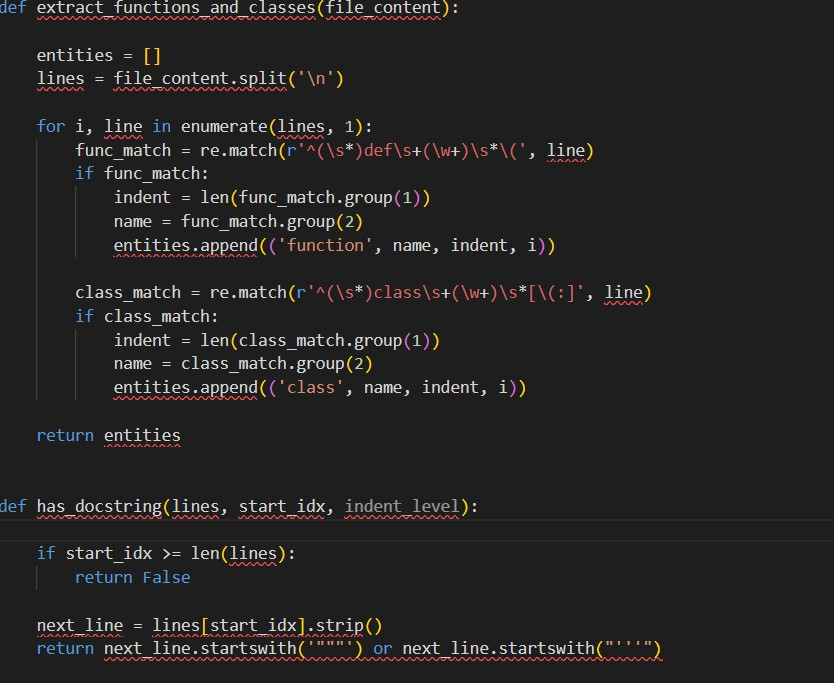 def extract_functions_and_classes(file_content):

    entities = []
    lines = file_content.split('\n')

    for i, line in enumerate(lines, 1):
        func_match = re.match(r'^(\s*)def\s+(\w+)\s*\(', line)
        if func_match:
            indent = len(func_match.group(1))
            name = func_match.group(2)
            entities.append(('function', name, indent, i))

        class_match = re.match(r'^(\s*)class\s+(\w+)\s*[\(:]', line)
        if class_match:
            indent = len(class_match.group(1))
            name = class_match.group(2)
            entities.append(('class', name, indent, i))

    return entities


def has_docstring(lines, start_idx, indent_level):

    if start_idx >= len(lines):
        return False

    next_line = lines[start_idx].strip()
    return next_line.startswith('"""') or next_line.startswith("'''")